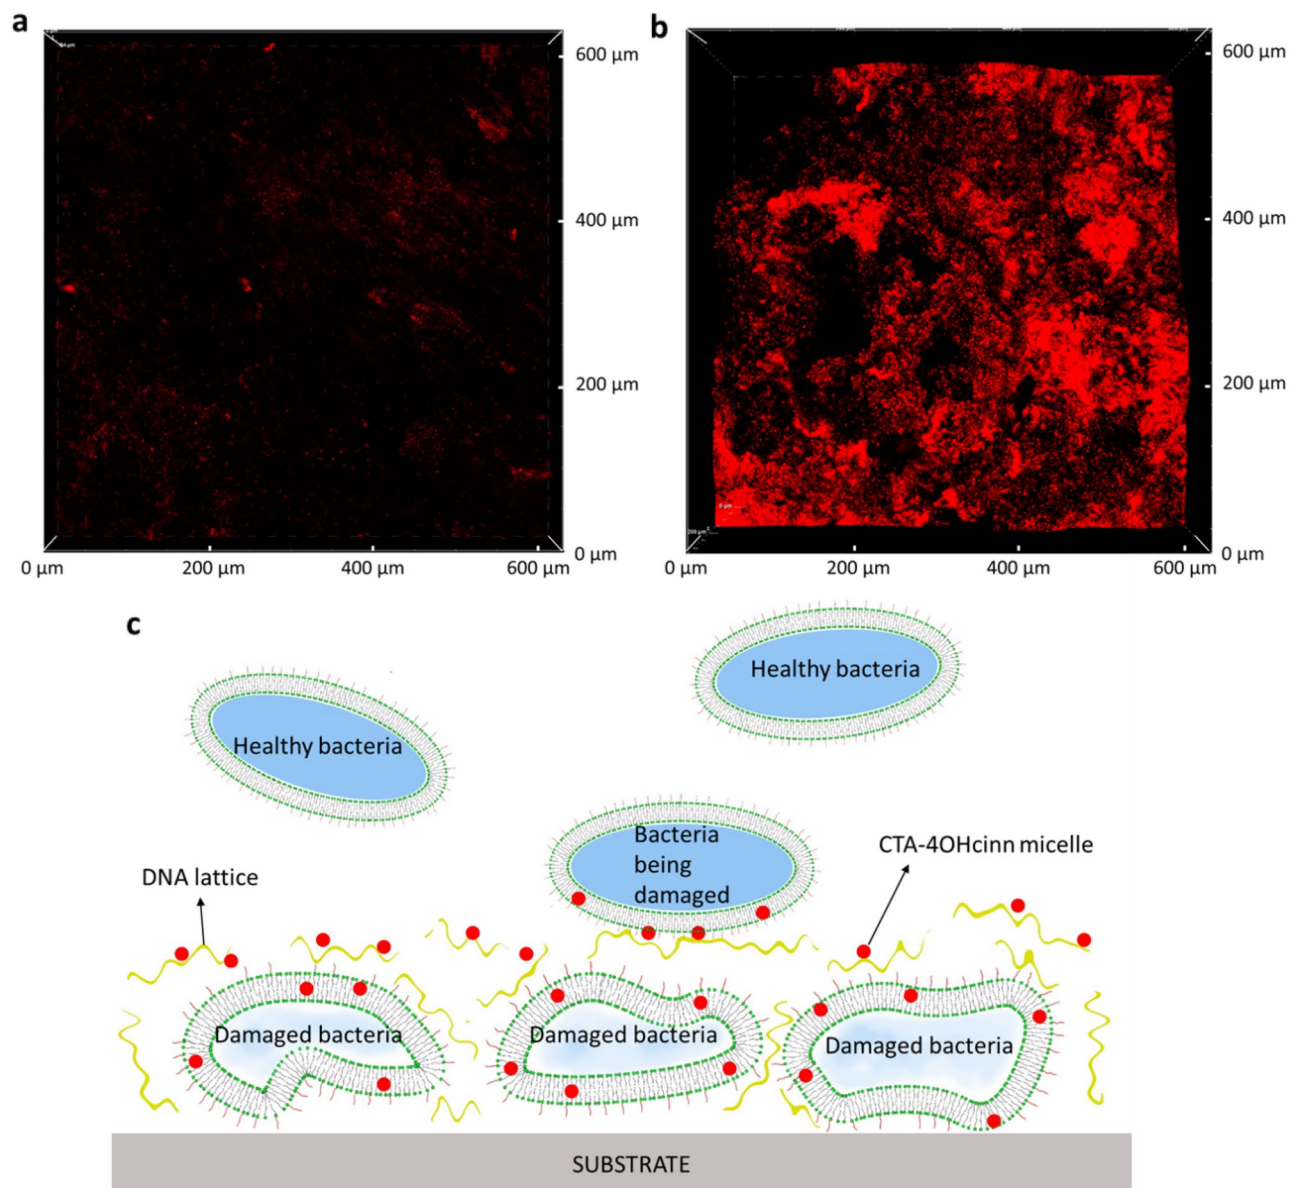 a
b
600 µm
400 µm
200 µm
0 µm
0 µm
200 µm
400 µm
600 µm
600 µm
400 µm
200 µm
0 µm
0 µm
200 µm
400 µm
600 µm
c
Healthy bacteria
Healthy bacteria
Bacteria
being
damaged
CTA-4OHcinn micelle
DNA lattice
Damaged bacteria
Damaged bacteria
Damaged bacteria
SUBSTRATE